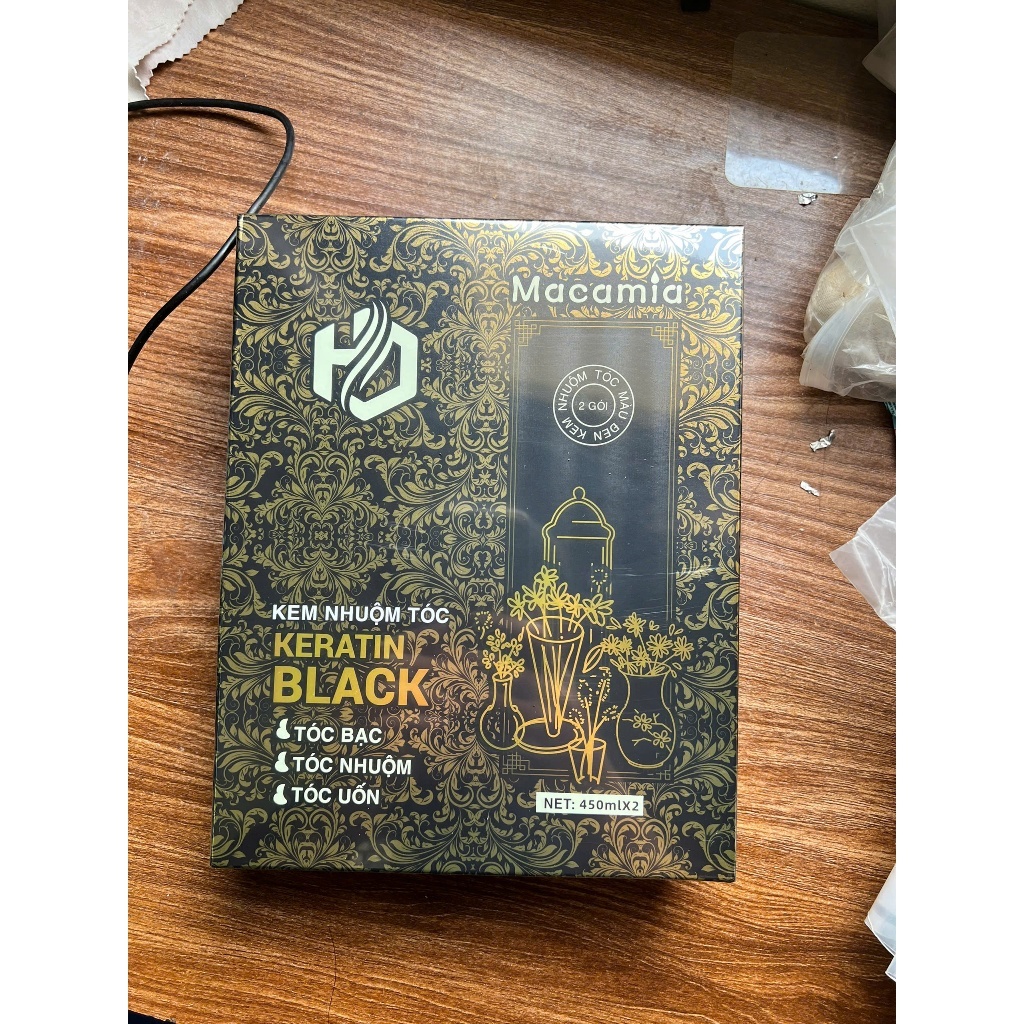 Macamia
HD
KEM NHUỘM TÓC MÀU ĐEN
2 GÓI
KEM NHUỘM TÓC
KERATIN
BLACK
TÓC BẠC
TÓC NHUỘM
TÓC UỐN
NET: 450mlX2